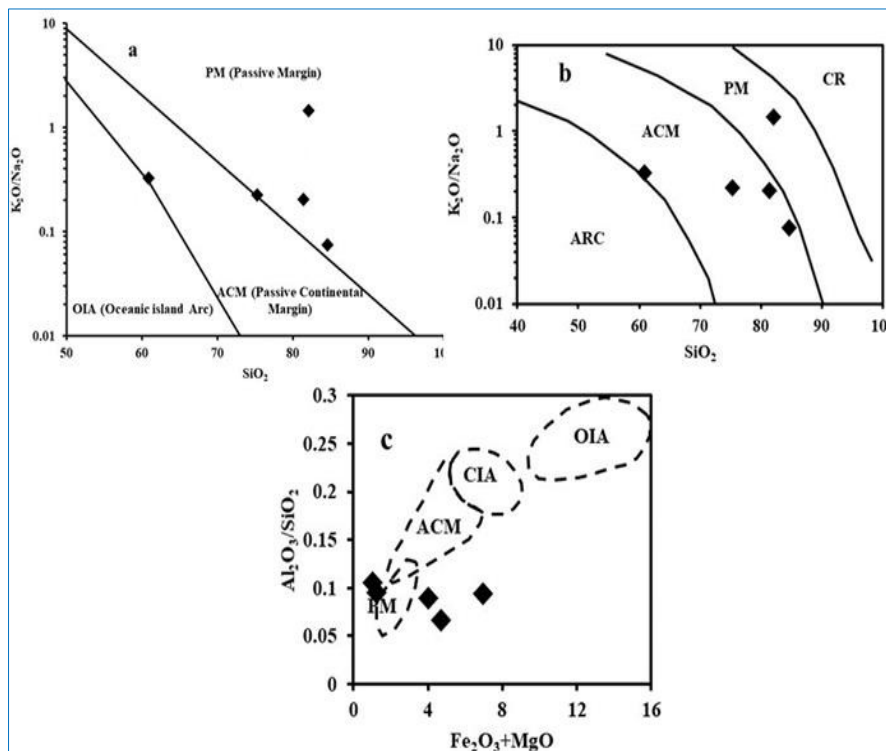 a
PM (Passive Margin)
OIA (Oceanic island Arc)
ACM (Passive Continental
Margin)
10
1
0.1
0.01
50
60
70
80
90
10
K₂O/Na₂O
SiO₂
b
CR
PM
ACM
ARC
10
1
0.1
0.01
40
50
60
70
80
90
10
K₂O/Na₂O
SiO₂
c
OIA
CIA
ACM
PM
0.3
0.25
0.2
0.15
0.1
0.05
0
0
4
8
12
16
Al₂O₃/SiO₂
Fe₂O₃+MgO